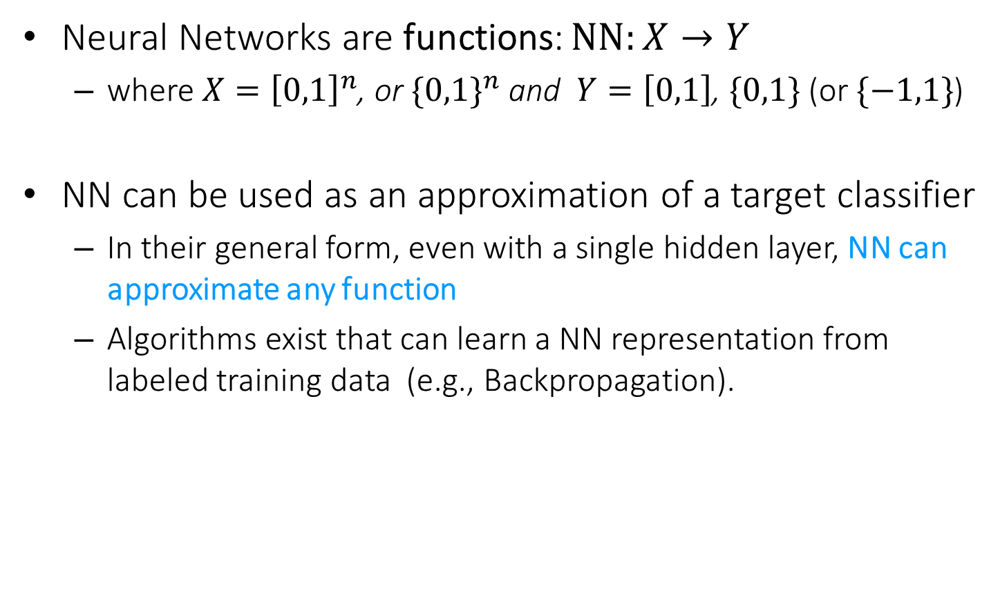 • Neural Networks are functions: NN: X → Y
– where X = [0,1]ⁿ, or {0,1}ⁿ and Y = [0,1], {0,1} (or {−1,1})
• NN can be used as an approximation of a target classifier
– In their general form, even with a single hidden layer, NN can
approximate any function
– Algorithms exist that can learn a NN representation from
labeled training data (e.g., Backpropagation).